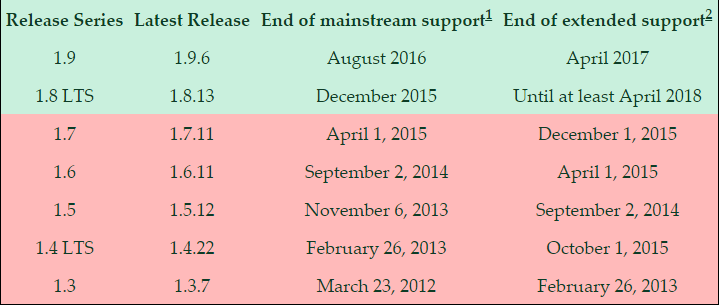 Release Series Latest Release End of mainstream support1 End of extended support2
1.9 1.9.6 August 2016 April 2017
1.8 LTS 1.8.13 December 2015 Until at least April 2018
1.7 1.7.11 April 1, 2015 December 1, 2015
1.6 1.6.11 September 2, 2014 April 1, 2015
1.5 1.5.12 November 6, 2013 September 2, 2014
1.4 LTS 1.4.22 February 26, 2013 October 1, 2015
1.3 1.3.7 March 23, 2012 February 26, 2013